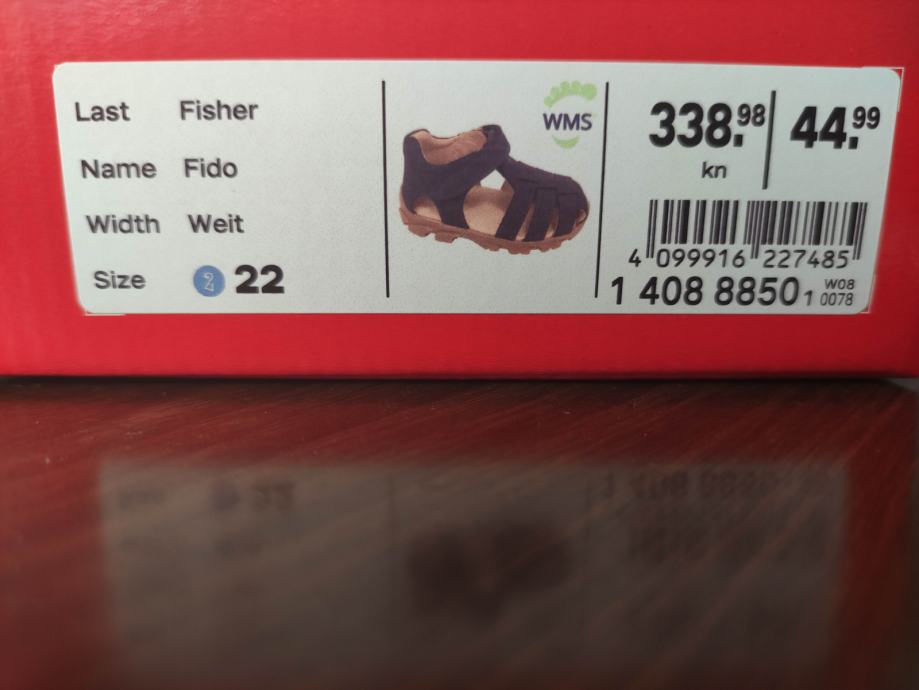 Last Fisher
Name Fido
Width Weit
Size 2 22
WMS
338.98 kn
44.99
4 099916 227485
1 408 8850 1 W08 0078